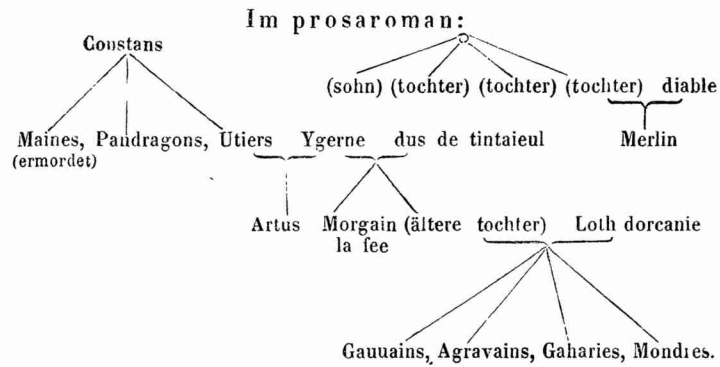 Im prosaroman:
Constans
(sohn) (tochter) (tochter) (tochter) diable
Maines, Pandragons, Utiers Ygerne dus de tintaieul Merlin
(ermordet)
Artus Morgain (ältere tochter) Loth dorcanie
la fee
Gauuains, Agravains, Gaharies, Mondres.